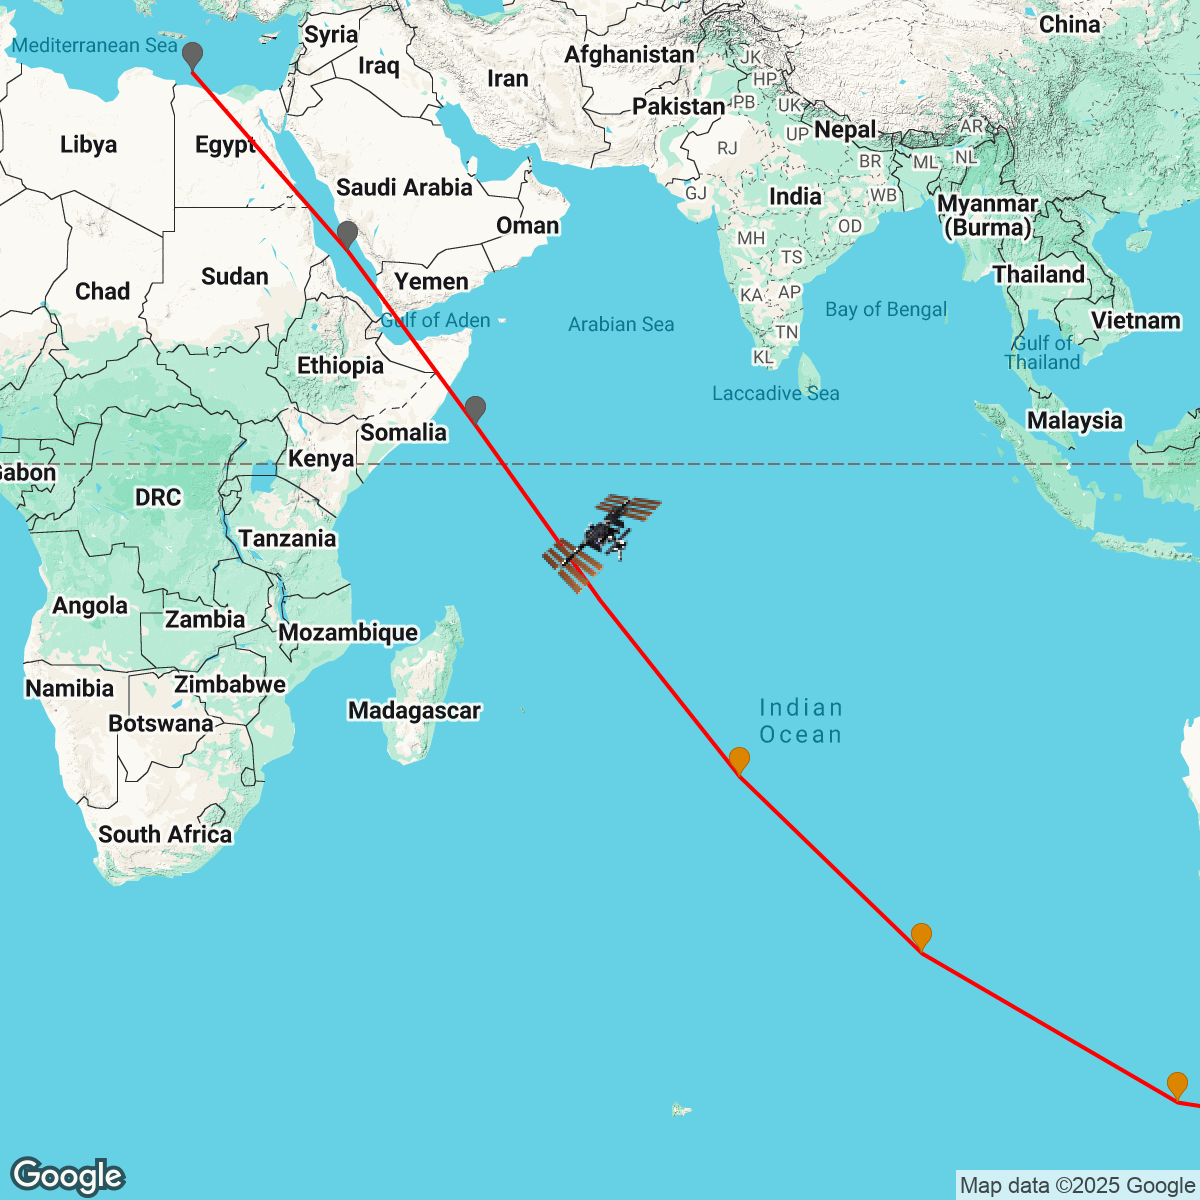 China
Mediterranean Sea
Syria
Afghanistan
JK
Iraq
Iran
HP
Pakistan
PB
UK
Nepal
AR
Libya
Egypt
RJ
UP
BR
ML
NL
Saudi Arabia
GJ
India
WB
Myanmar
(Burma)
Oman
OD
MH
TS
Chad
Sudan
Yemen
Thailand
KA
AP
Gulf of Aden
Arabian Sea
Bay of Bengal
Vietnam
TN
Gulf of
Thailand
Ethiopia
KL
Laccadive Sea
Somalia
Malaysia
Kenya
Gabon
DRC
Tanzania
Angola
Zambia
Mozambique
Namibia
Zimbabwe
Botswana
Madagascar
Indian
Ocean
South Africa
Google
Map data ©2025 Google